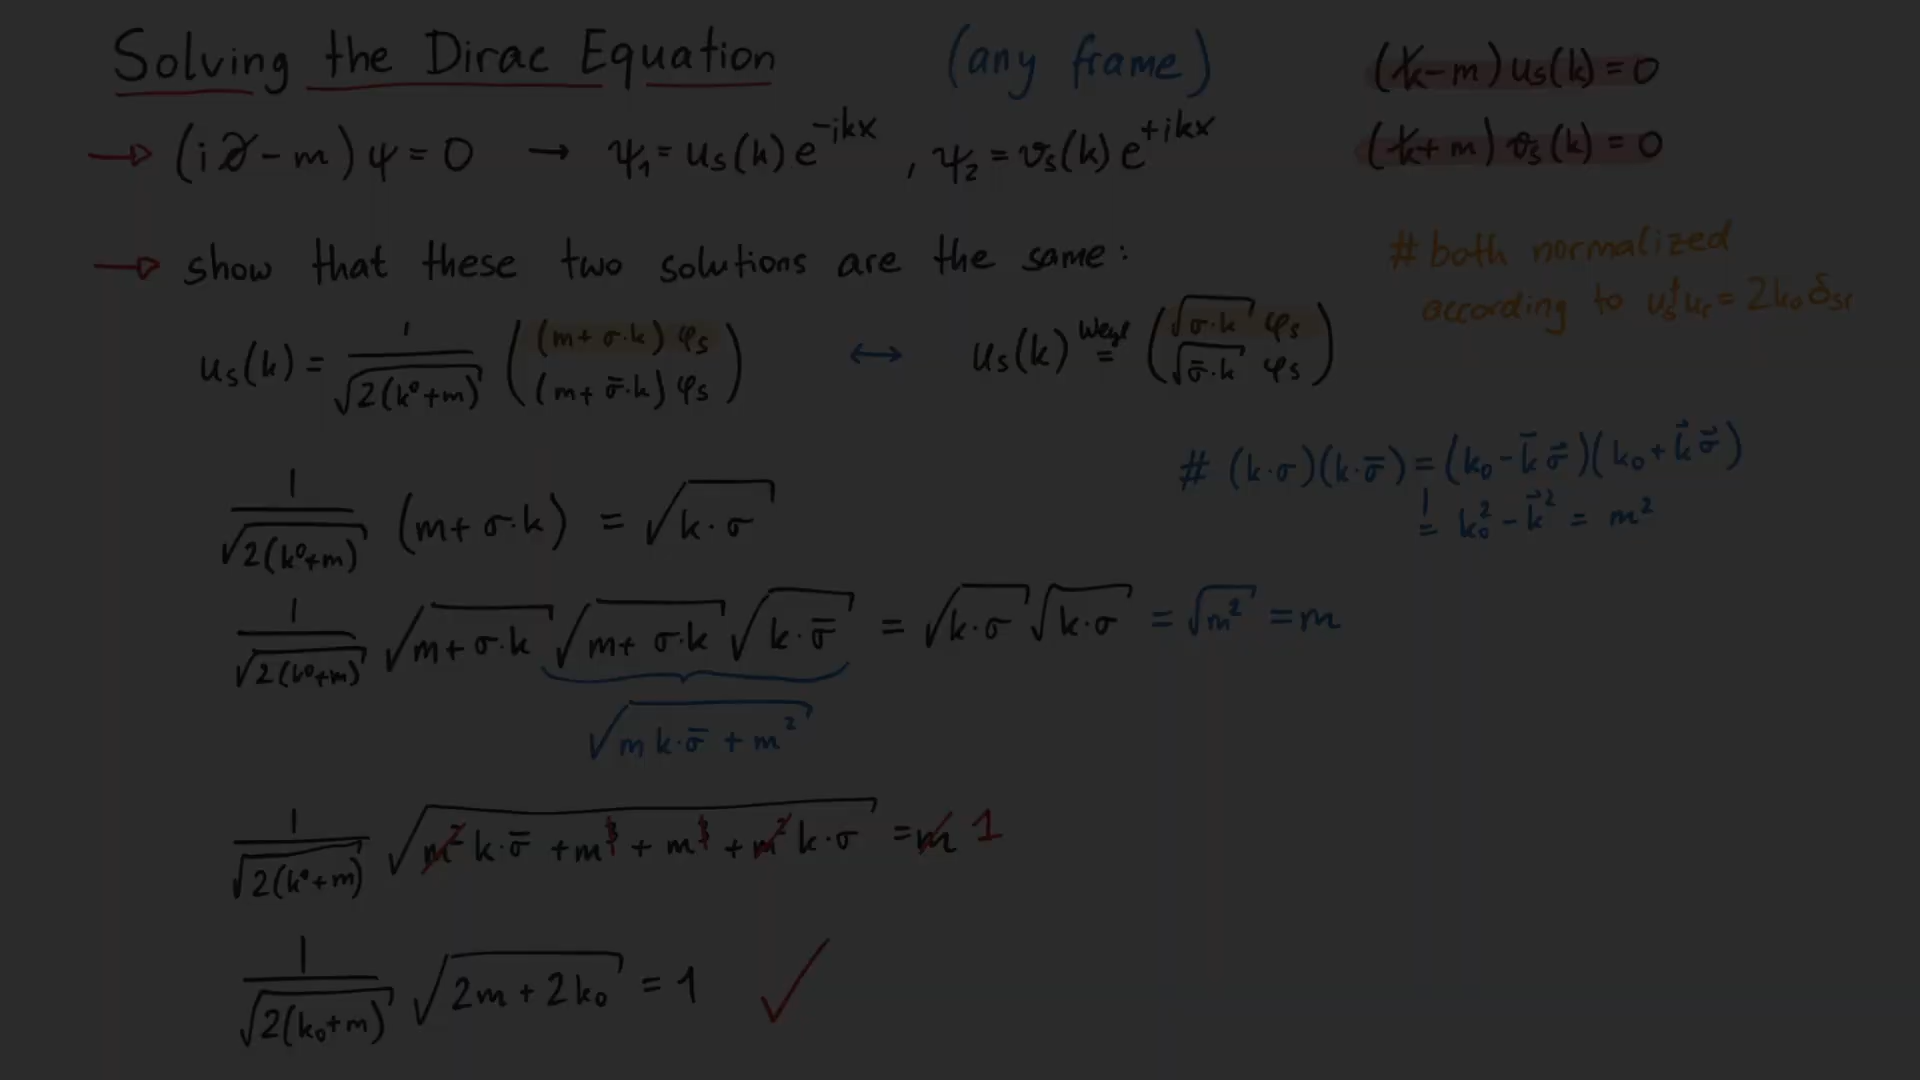 Solving the Dirac Equation (any frame)
(k̸-m) uₛ(k) = 0
→ (i∂̸ - m) ψ = 0 → ψ₁ = uₛ(k) e^{-ikx} , ψ₂ = vₛ(k) e^{+ikx}
(k̸+m) vₛ(k) = 0
→ show that these two solutions are the same:
# both normalized
according to uₛ†uᵣ = 2k₀ δₛᵣ
uₛ(k) = 1/√(2(k⁰+m)) ( (m+σ·k) φₛ ; (m+σ̄·k) φₛ ) ↔ uₛ(k) =^{Weyl} ( √(σ·k) φₛ ; √(σ̄·k) φₛ )
# (k·σ)(k·σ̄) = (k₀ - k⃗ σ⃗)(k₀ + k⃗ σ⃗)
=^{!} k₀² - k⃗² = m²
1/√(2(k⁰+m)) (m+σ·k) = √(k·σ)
1/√(2(k⁰+m)) √(m+σ·k) √(m+σ·k) √(k·σ̄) = √(k·σ) √(k·σ) = √(m²) = m
√(m k·σ̄ + m²)
1/√(2(k⁰+m)) √(m² k·σ̄ + m³ + m³ + m² k·σ) = m 1
1/√(2(k₀+m)) √(2m + 2k₀) = 1 ✓